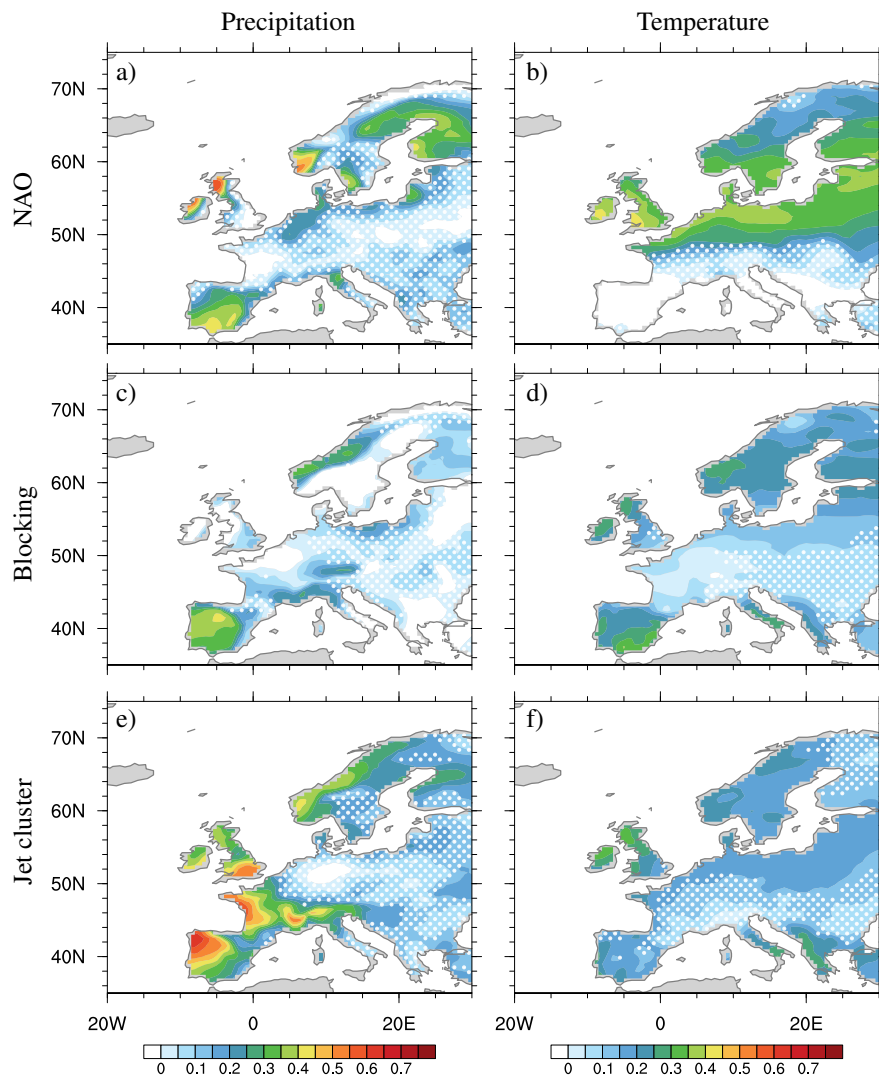 Precipitation Temperature
NAO
a) b)
70N
60N
50N
40N
Blocking
c) d)
70N
60N
50N
40N
Jet cluster
e) f)
70N
60N
50N
40N
20W 0 20E 0 20E
0 0.1 0.2 0.3 0.4 0.5 0.6 0.7 0 0.1 0.2 0.3 0.4 0.5 0.6 0.7